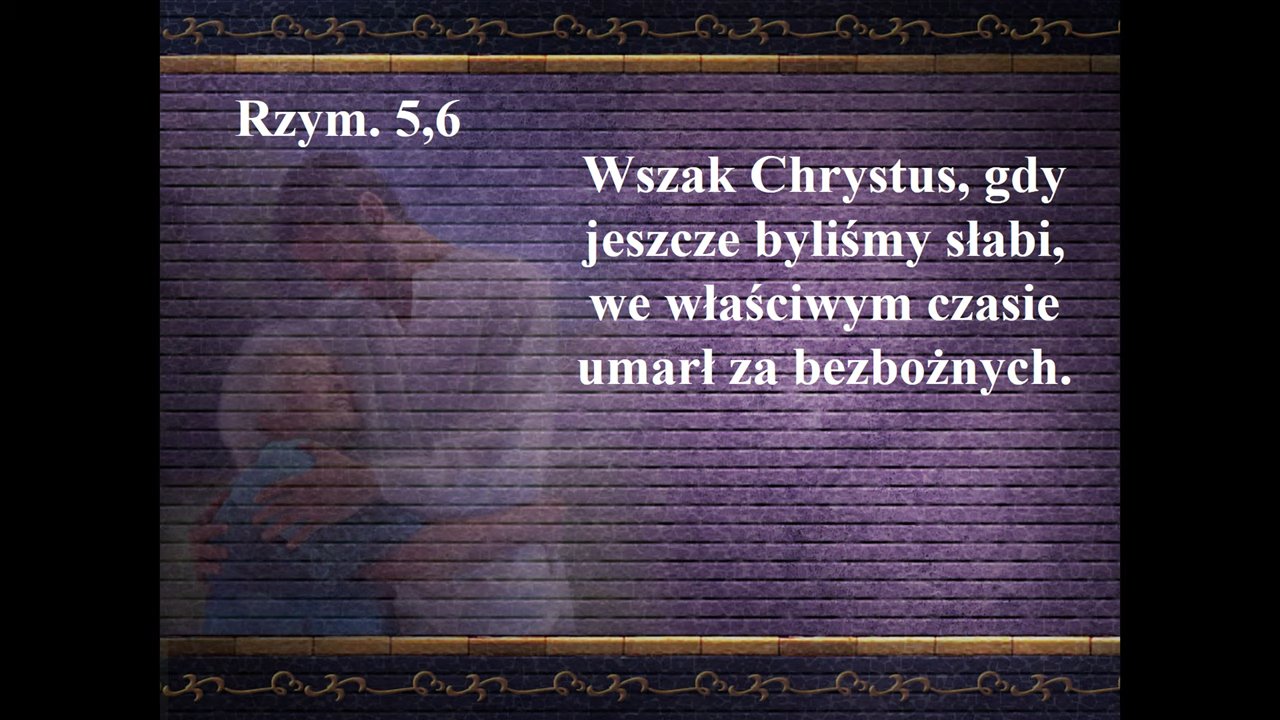 Rzym. 5,6
Wszak Chrystus, gdy
jeszcze byliśmy słabi,
we właściwym czasie
umarł za bezbożnych.